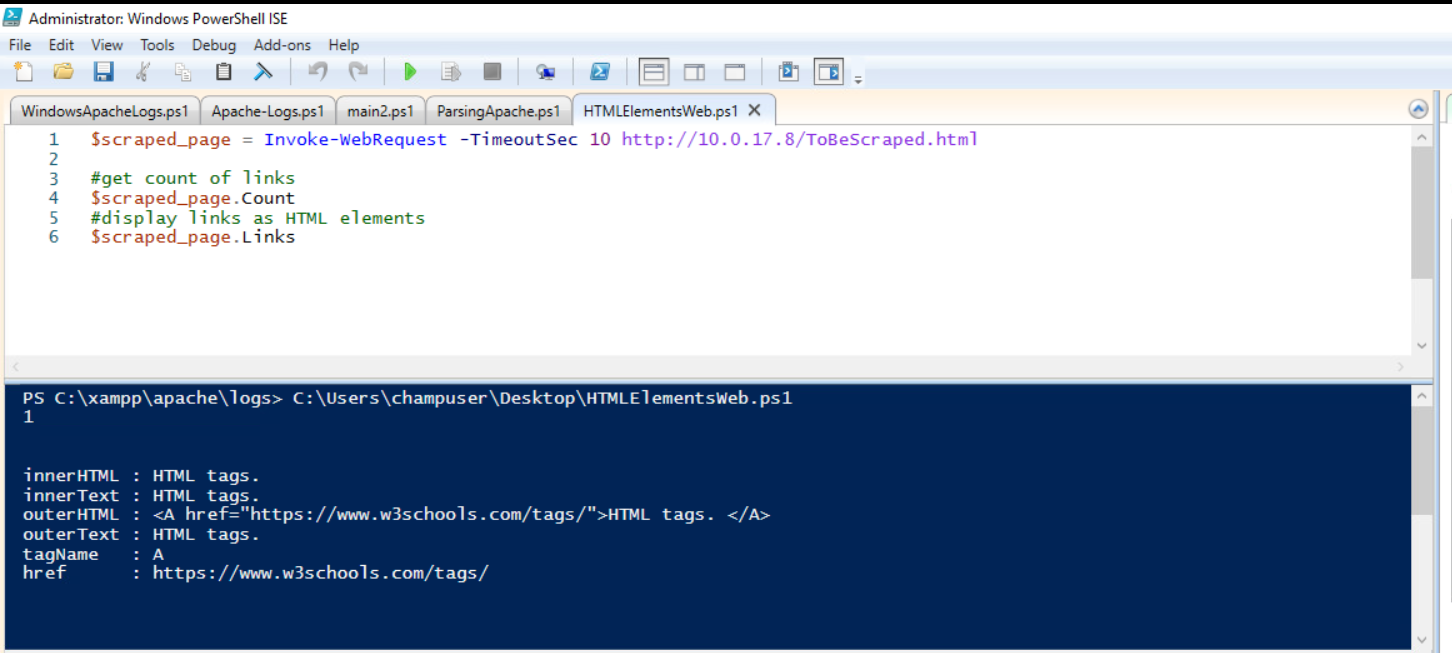 Administrator: Windows PowerShell ISE
File Edit View Tools Debug Add-ons Help
WindowsApacheLogs.ps1 Apache-Logs.ps1 main2.ps1 ParsingApache.ps1 HTMLElementsWeb.ps1 X
1 $scraped_page = Invoke-WebRequest -TimeoutSec 10 http://10.0.17.8/ToBeScraped.html
2
3 #get count of links
4 $scraped_page.Count
5 #display links as HTML elements
6 $scraped_page.Links
PS C:\xampp\apache\logs> C:\Users\champuser\Desktop\HTMLElementsWeb.ps1
1
innerHTML : HTML tags.
innerText : HTML tags.
outerHTML : <A href="https://www.w3schools.com/tags/">HTML tags. </A>
outerText : HTML tags.
tagName : A
href : https://www.w3schools.com/tags/